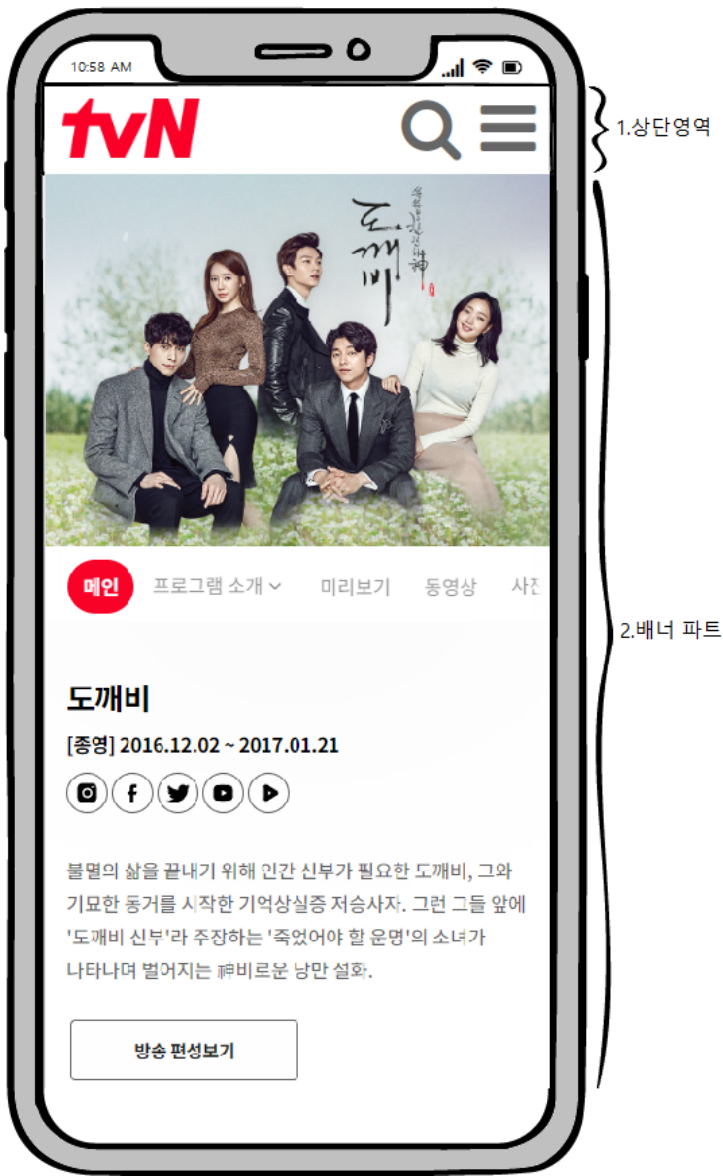 10:58 AM
tvN
1.상단영역
도깨비
메인
프로그램 소개
미리보기
동영상
사진
2.배너 파트
도깨비
[종영] 2016.12.02 ~ 2017.01.21
불멸의 삶을 끝내기 위해 인간 신부가 필요한 도깨비, 그와
기묘한 동거를 시작한 기억상실증 저승사자. 그런 그들 앞에
'도깨비 신부'라 주장하는 '죽었어야 할 운명'의 소녀가
나타나며 벌어지는 神비로운 낭만 설화.
방송 편성보기